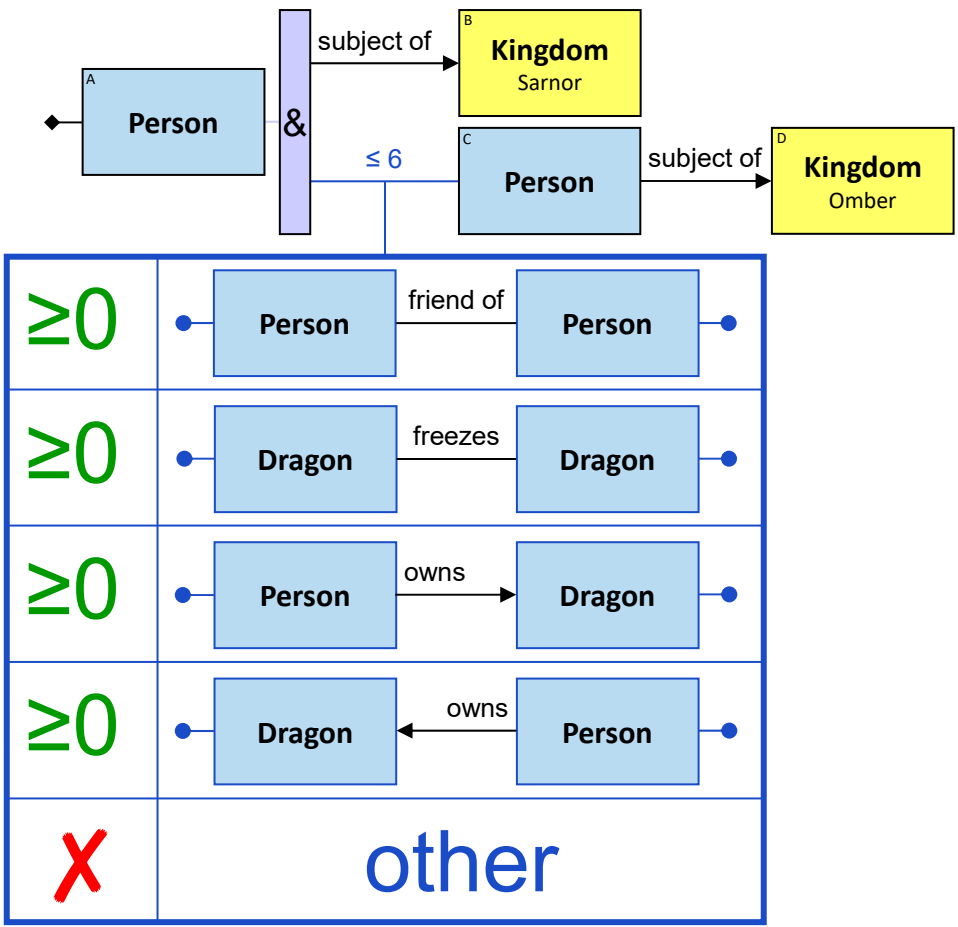 A
Person
&
subject of
B
Kingdom
Sarnor
≤ 6
C
Person
subject of
D
Kingdom
Omber
≥0
Person
friend of
Person
≥0
Dragon
freezes
Dragon
≥0
Person
owns
Dragon
≥0
Dragon
owns
Person
✗
other